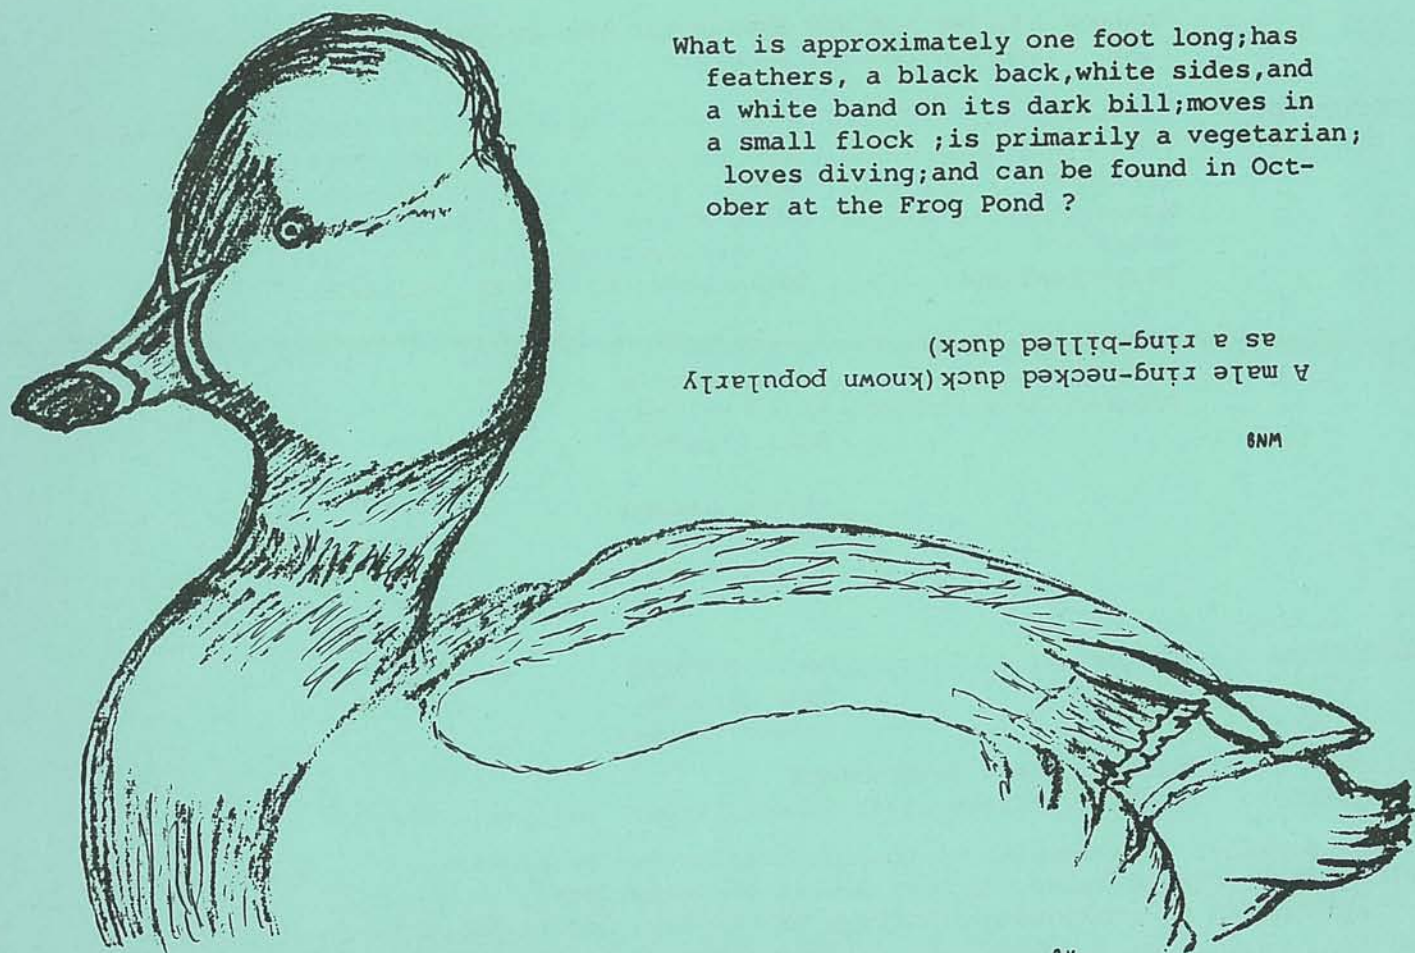 What is approximately one foot long;has
feathers, a black back,white sides,and
a white band on its dark bill;moves in
a small flock ;is primarily a vegetarian;
loves diving;and can be found in Oct-
ober at the Frog Pond ?
A male ring-necked duck(known popularly
as a ring-billed duck)
BNM